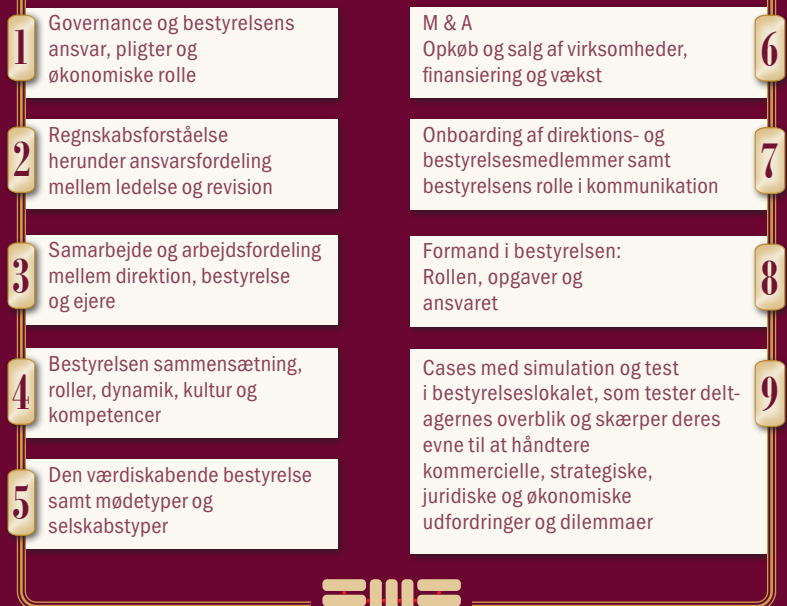 1
Governance og bestyrelsens
ansvar, pligter og
økonomiske rolle
2
Regnskabsforståelse
herunder ansvarsfordeling
mellem ledelse og revision
3
Samarbejde og arbejdsfordeling
mellem direktion, bestyrelse
og ejere
4
Bestyrelsen sammensætning,
roller, dynamik, kultur og
kompetencer
5
Den værdiskabende bestyrelse
samt mødetyper og
selskabstyper
6
M & A
Opkøb og salg af virksomheder,
finansiering og vækst
7
Onboarding af direktions- og
bestyrelsesmedlemmer samt
bestyrelsens rolle i kommunikation
8
Formand i bestyrelsen:
Rollen, opgaver og
ansvaret
9
Cases med simulation og test
i bestyrelseslokalet, som tester delt-
agernes overblik og skærper deres
evne til at håndtere
kommercielle, strategiske,
juridiske og økonomiske
udfordringer og dilemmaer